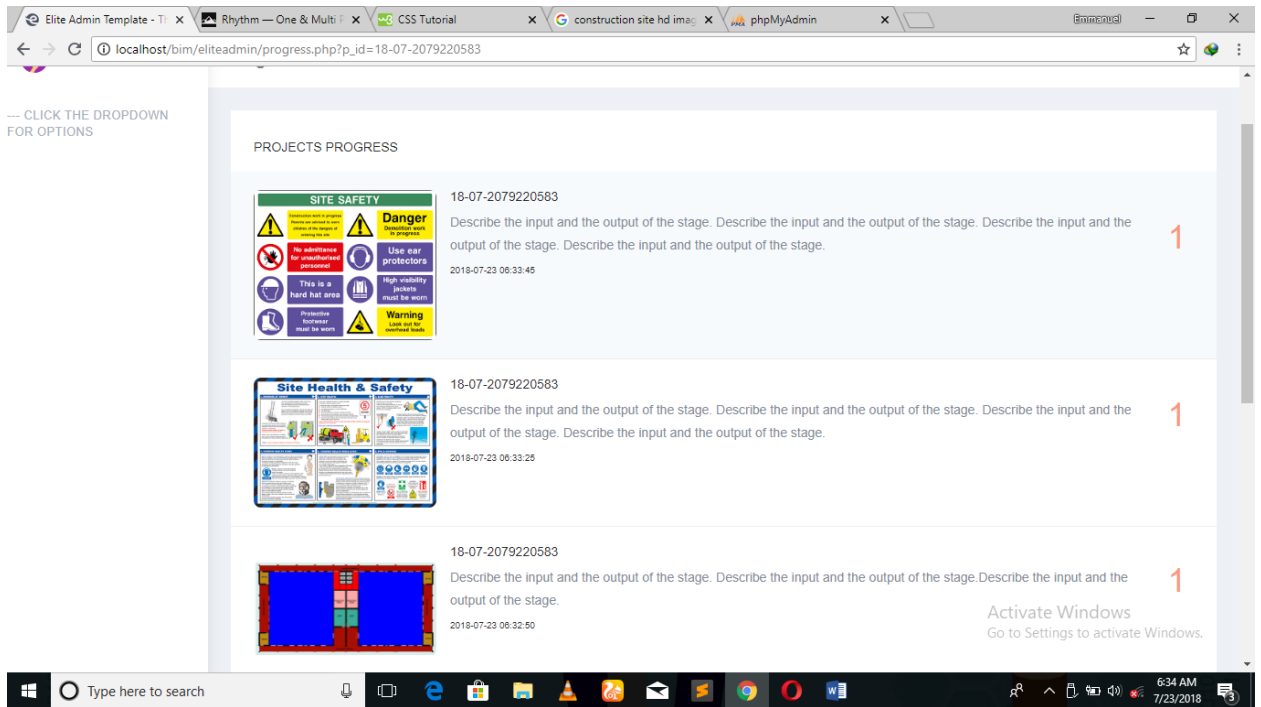 Elite Admin Template - Th
Rhythm — One & Multi P
CSS Tutorial
construction site hd imag
phpMyAdmin
Emmanuel
localhost/bim/eliteadmin/progress.php?p_id=18-07-2079220583
--- CLICK THE DROPDOWN
FOR OPTIONS
PROJECTS PROGRESS
SITE SAFETY
Danger
Demolition work
in progress
No admittance
for unauthorised
personnel
Use ear
protectors
This is a
hard hat area
High visibility
jackets
must be worn
Protective
footwear
must be worn
Warning
Look out for
overhead loads
18-07-2079220583
Describe the input and the output of the stage. Describe the input and the output of the stage. Describe the input and the
output of the stage. Describe the input and the output of the stage.
2018-07-23 06:33:45
1
Site Health & Safety
18-07-2079220583
Describe the input and the output of the stage. Describe the input and the output of the stage. Describe the input and the
output of the stage. Describe the input and the output of the stage.
2018-07-23 06:33:25
1
18-07-2079220583
Describe the input and the output of the stage. Describe the input and the output of the stage.Describe the input and the
output of the stage.
2018-07-23 06:32:50
1
Activate Windows
Go to Settings to activate Windows.
Type here to search
6:34 AM
7/23/2018
3